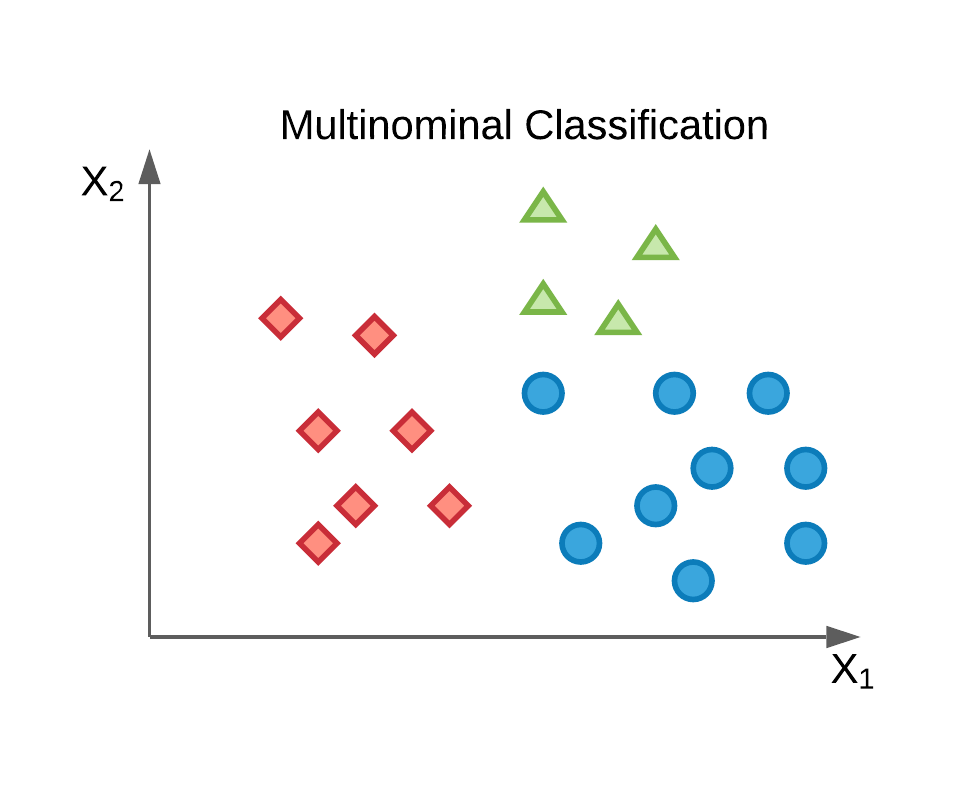 Multinominal Classification
X₂
X₁